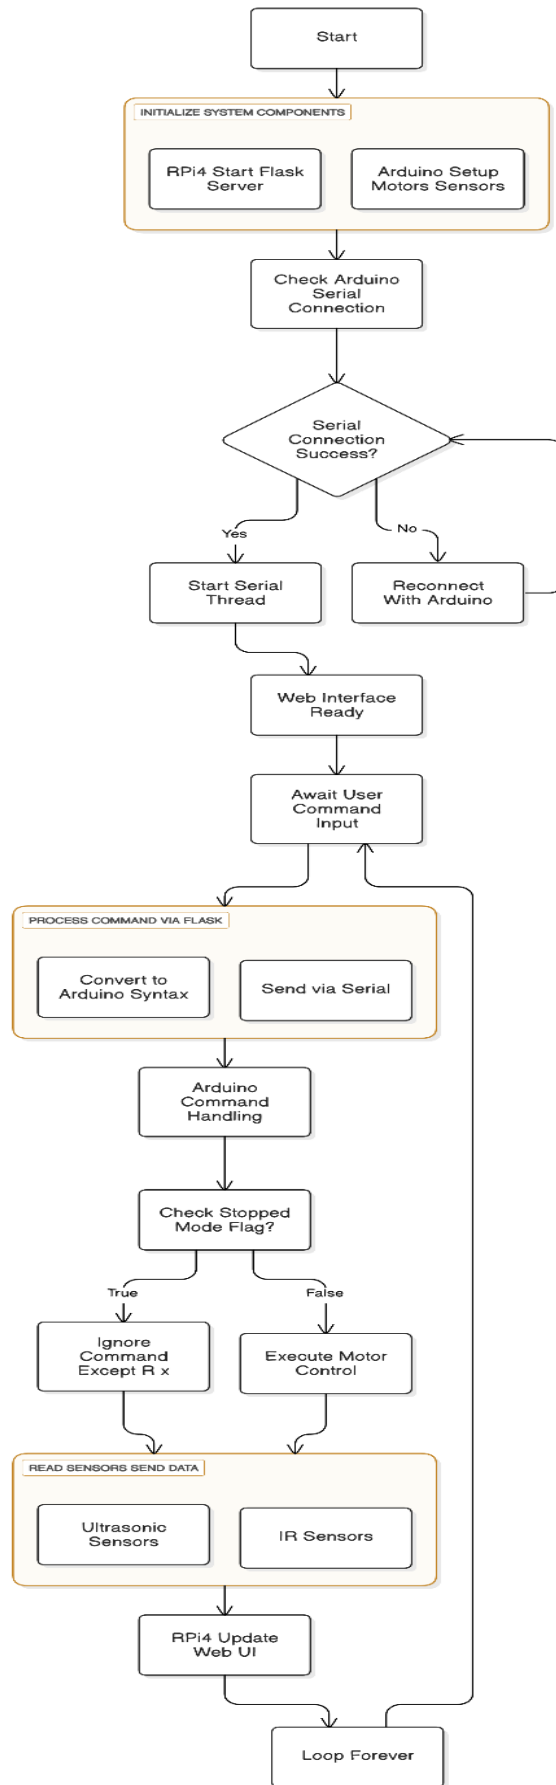 Start
INITIALIZE SYSTEM COMPONENTS
RPi4 Start Flask
Server
Arduino Setup
Motors Sensors
Check Arduino
Serial
Connection
Serial
Connection
Success?
Yes
No
Start Serial
Thread
Reconnect
With Arduino
Web Interface
Ready
Await User
Command
Input
PROCESS COMMAND VIA FLASK
Convert to
Arduino Syntax
Send via Serial
Arduino
Command
Handling
Check Stopped
Mode Flag?
True
False
Ignore
Command
Except R x
Execute Motor
Control
READ SENSORS SEND DATA
Ultrasonic
Sensors
IR Sensors
RPi4 Update
Web UI
Loop Forever